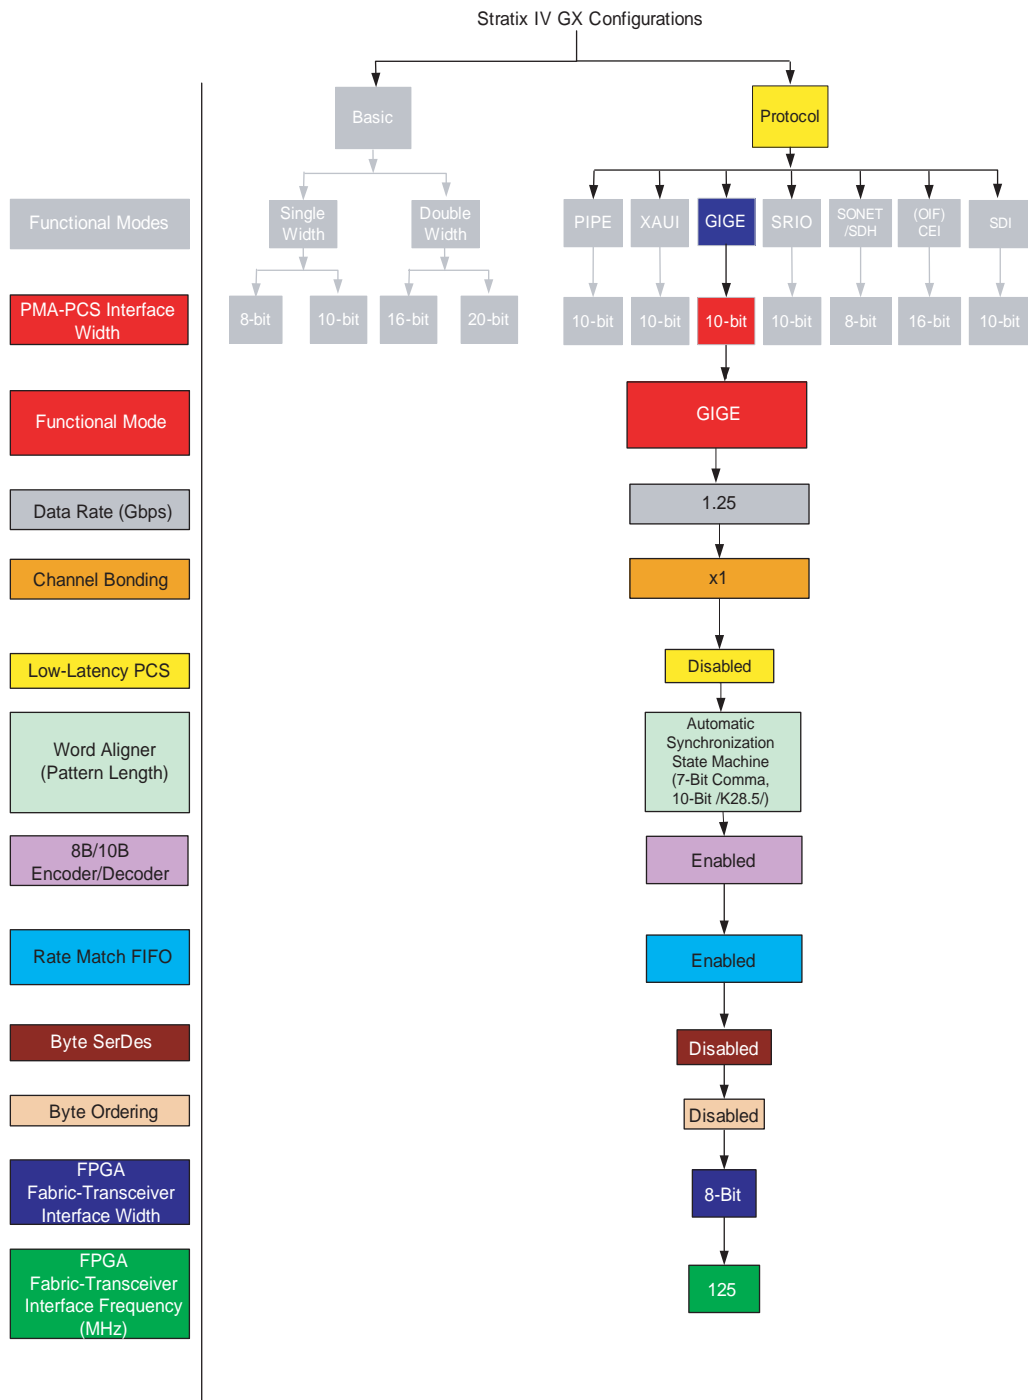 Stratix IV GX Configurations
Basic
Protocol
Functional Modes
Single
Width
Double
Width
PIPE
XAUI
GIGE
SRIO
SONET
/SDH
(OIF)
CEI
SDI
PMA-PCS Interface
Width
8-bit
10-bit
16-bit
20-bit
10-bit
10-bit
10-bit
10-bit
8-bit
16-bit
10-bit
Functional Mode
GIGE
Data Rate (Gbps)
1.25
Channel Bonding
x1
Low-Latency PCS
Disabled
Word Aligner
(Pattern Length)
Automatic
Synchronization
State Machine
(7-Bit Comma,
10-Bit /K28.5/)
8B/10B
Encoder/Decoder
Enabled
Rate Match FIFO
Enabled
Byte SerDes
Disabled
Byte Ordering
Disabled
FPGA
Fabric-Transceiver
Interface Width
8-Bit
FPGA
Fabric-Transceiver
Interface Frequency
(MHz)
125